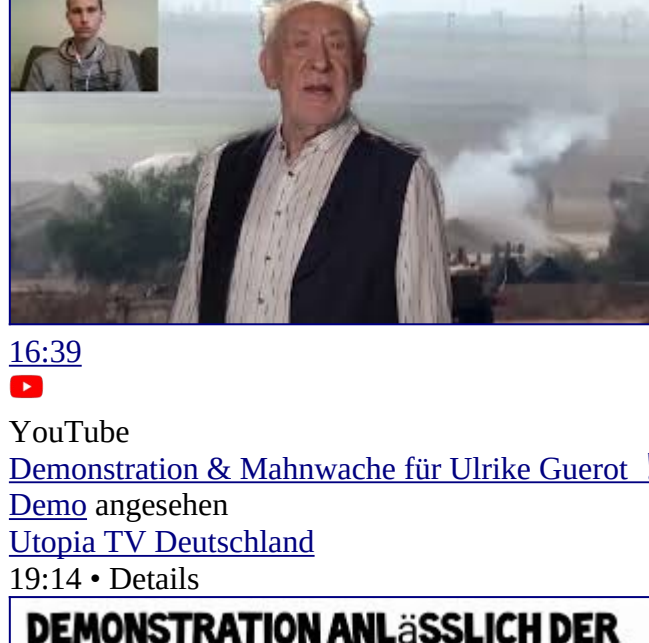 16:39
YouTube
Demonstration & Mahnwache für Ulrike Guerot
Demo angesehen
Utopia TV Deutschland
19:14 • Details
DEMONSTRATION ANLäSSLICH DER